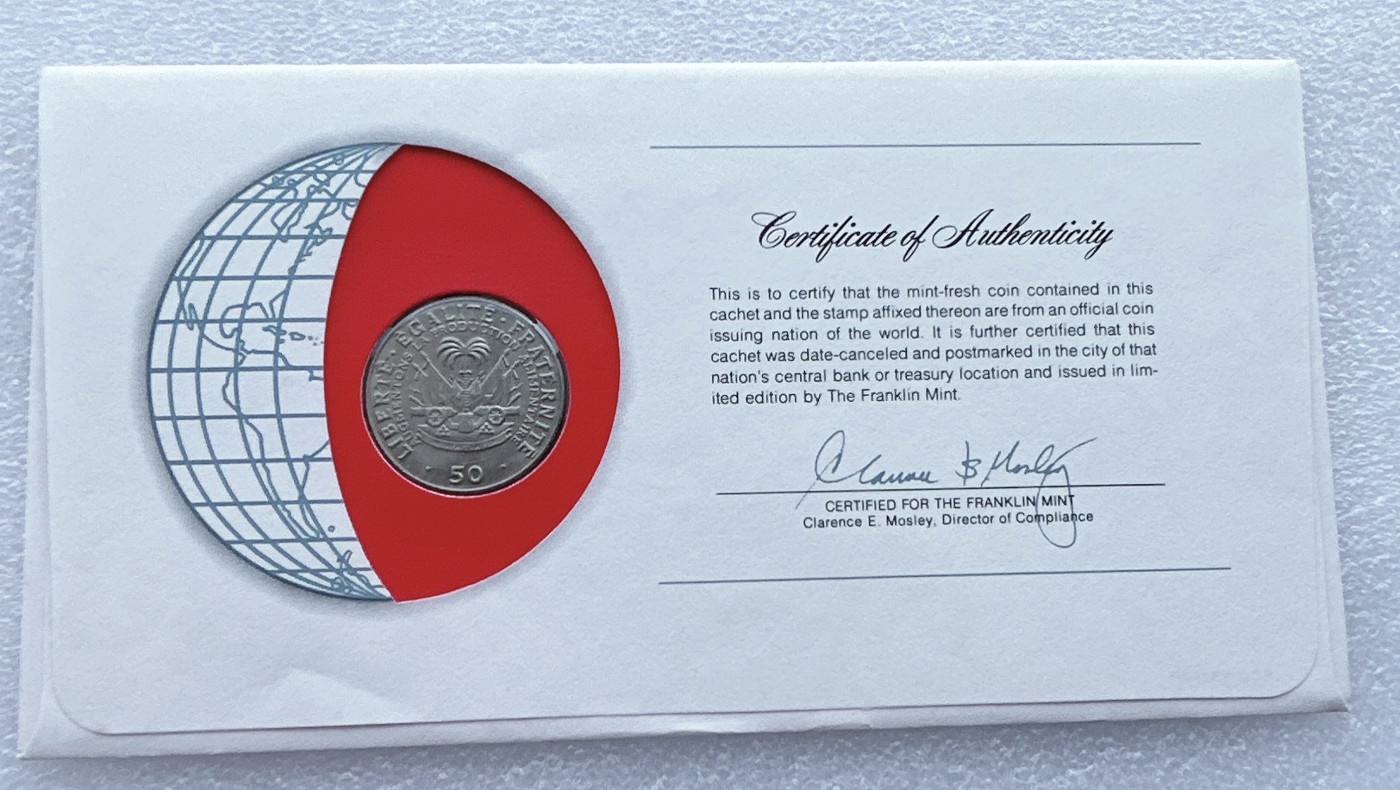 LIBERTE · EGALITE · FRATERNITE
AUGMENTONS LA PRODUCTION ALIMENTAIRE
· 50 ·
Certificate of Authenticity
This is to certify that the mint-fresh coin contained in this
cachet and the stamp affixed thereon are from an official coin
issuing nation of the world. It is further certified that this
cachet was date-canceled and postmarked in the city of that
nation's central bank or treasury location and issued in lim-
ited edition by The Franklin Mint.
CERTIFIED FOR THE FRANKLIN MINT
Clarence E. Mosley, Director of Compliance